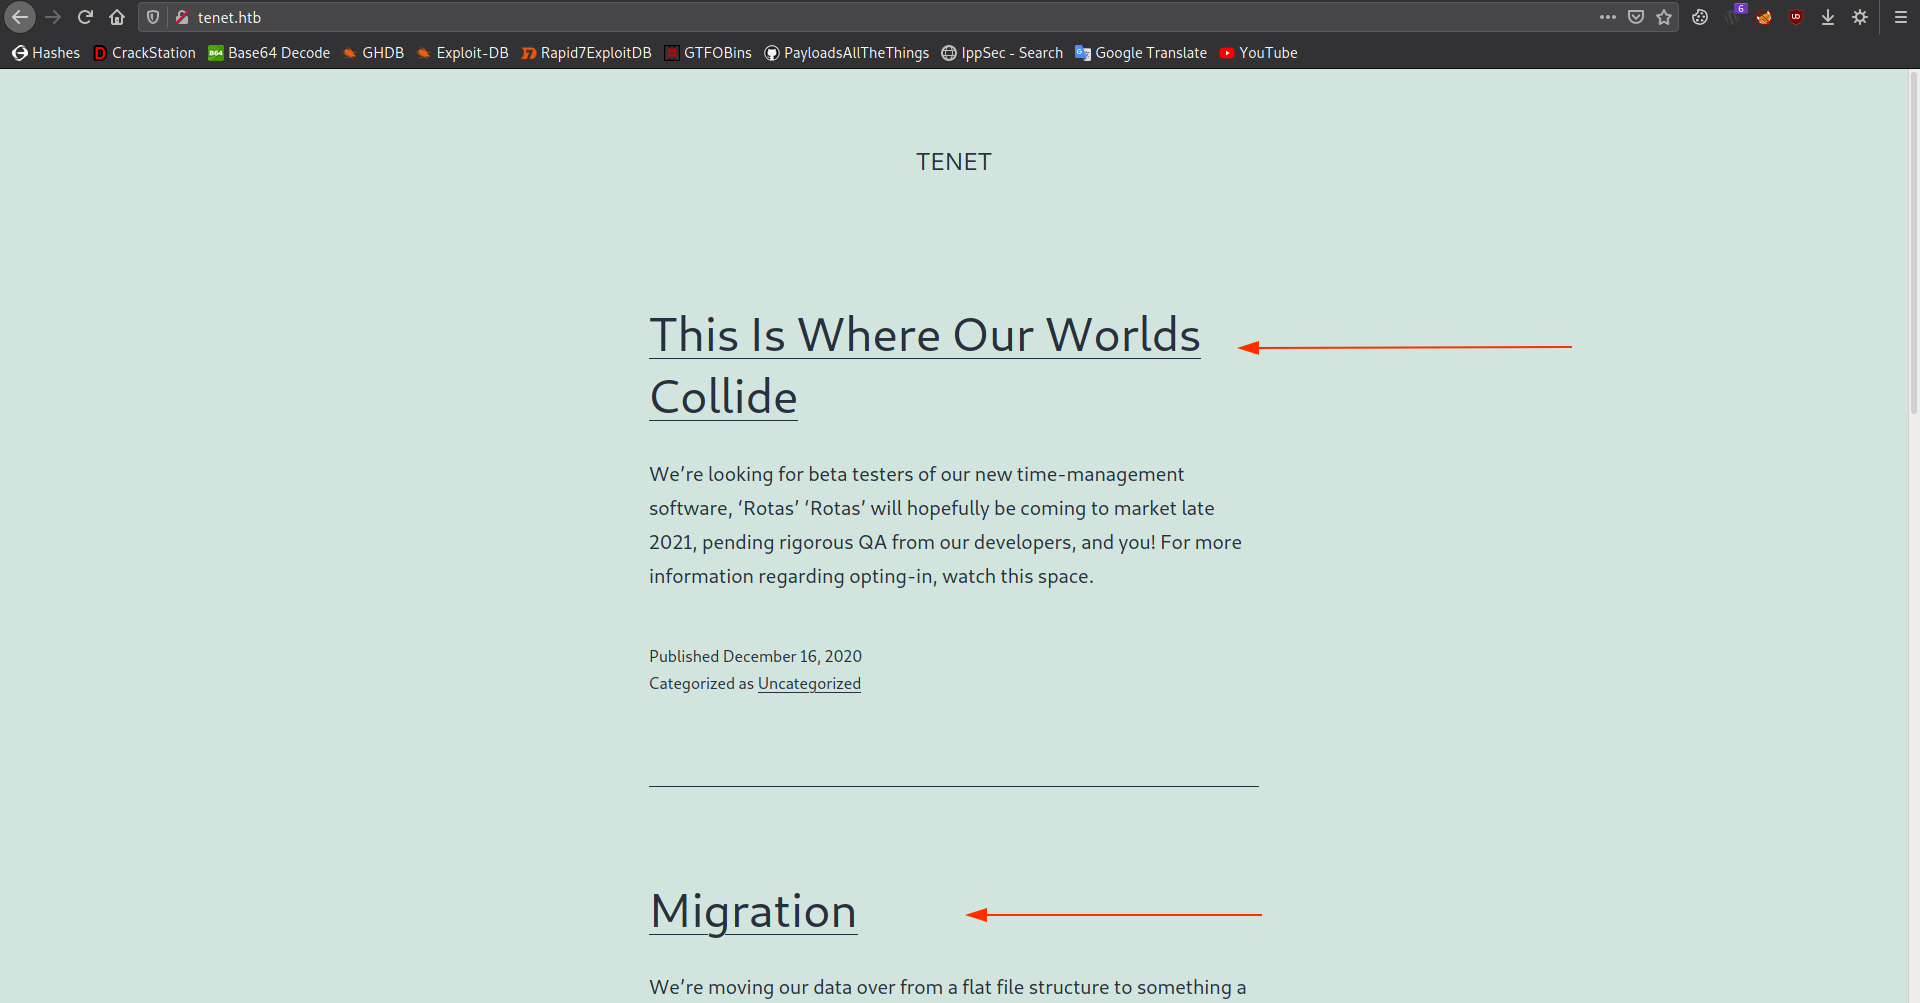 tenet.htb
6
Hashes CrackStation Base64 Decode GHDB Exploit-DB Rapid7ExploitDB GTFOBins PayloadsAllTheThings IppSec - Search Google Translate YouTube
TENET
This Is Where Our Worlds
Collide
We’re looking for beta testers of our new time-management
software, ‘Rotas’ ‘Rotas’ will hopefully be coming to market late
2021, pending rigorous QA from our developers, and you! For more
information regarding opting-in, watch this space.
Published December 16, 2020
Categorized as Uncategorized
Migration
We’re moving our data over from a flat file structure to something a